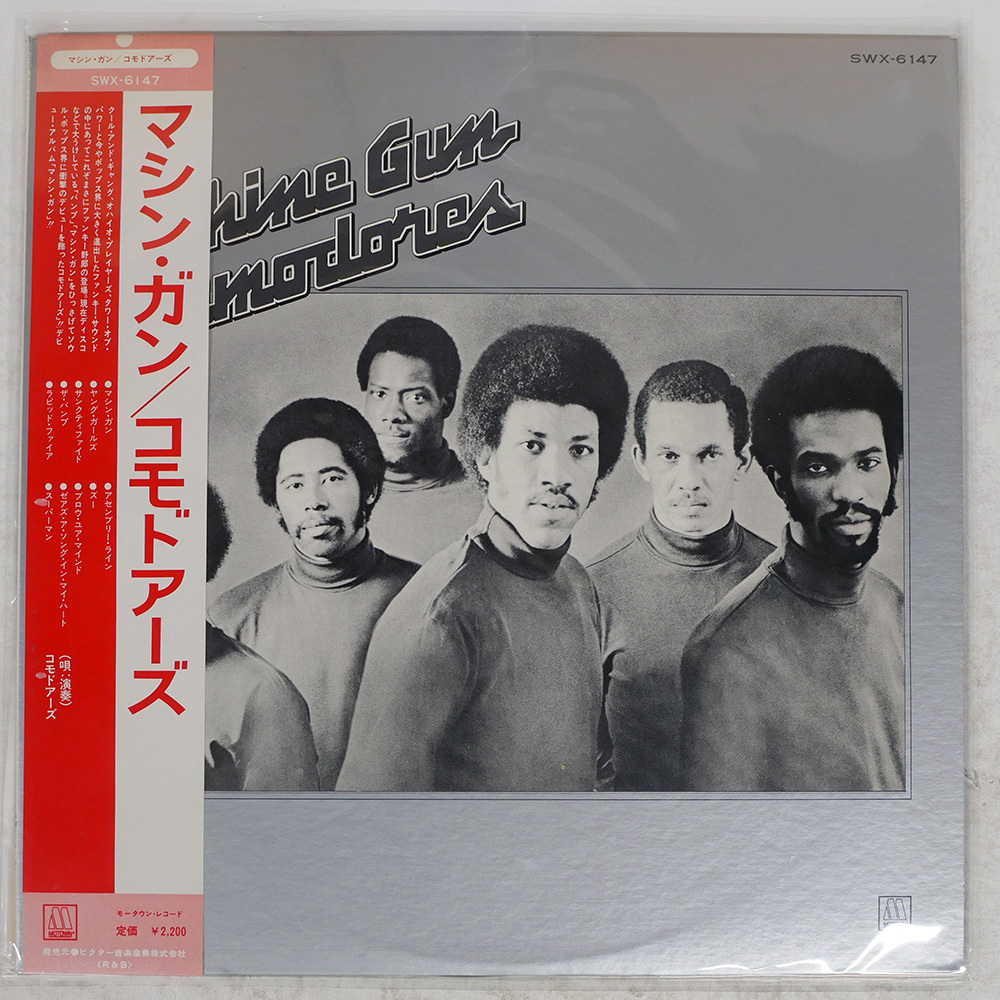 マシン・ガン／コモドアーズ
SWX-6147
マシン・ガン／コモドアーズ
クール・アンド・ギャング、オハイオ・プレイヤーズ、タワー・オブ・
パワーと今やポップス界に大きく進出したファンキー・サウンド
の中にあってこれぞまさにファンキー野郎の登場。現在ディスコ
などで大うけしている「バンプ」「マシン・ガン」をひっさげてソウ
ル・ポップス界に衝撃のデビューを飾ったコモドアーズ!!デビ
ュー・アルバム「マシン・ガン」!!
●マシン・ガン
●ヤング・ガールズ
●サンクティファイド
●ザ・バンプ
●ラピッド・ファイア
●アセンブリー・ライン
●ズー
●ブロウ・ユア・マインド
●ゼアズ・ア・ソング・イン・マイ・ハート
●スーパーマン
（唄・演奏）
コモドアーズ
M
MOTOWN
モータウン・レコード
定価 ￥2,200
発売元●ビクター音楽産業株式会社
〈R&B〉
SWX-6147
hine Gun
modores
M
MOTOWN